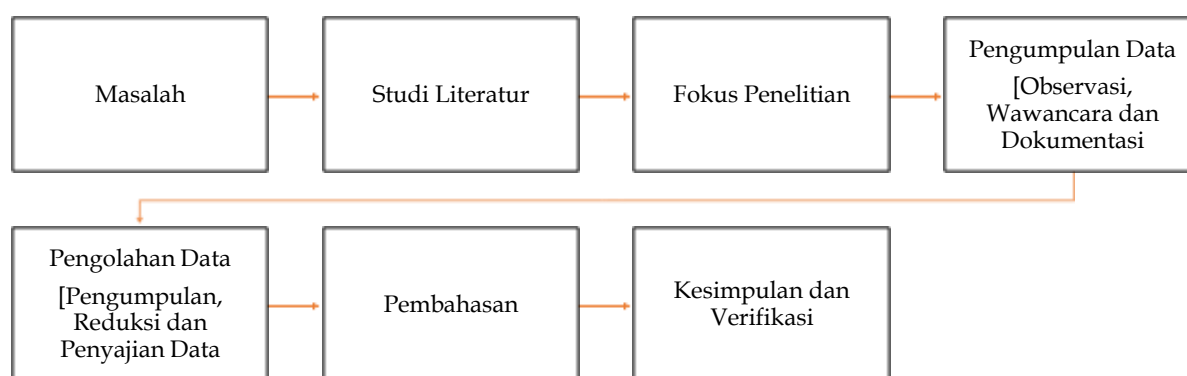 Masalah
Studi Literatur
Fokus Penelitian
Pengumpulan Data
[Observasi,
Wawancara dan
Dokumentasi
Pengolahan Data
[Pengumpulan,
Reduksi dan
Penyajian Data
Pembahasan
Kesimpulan dan
Verifikasi